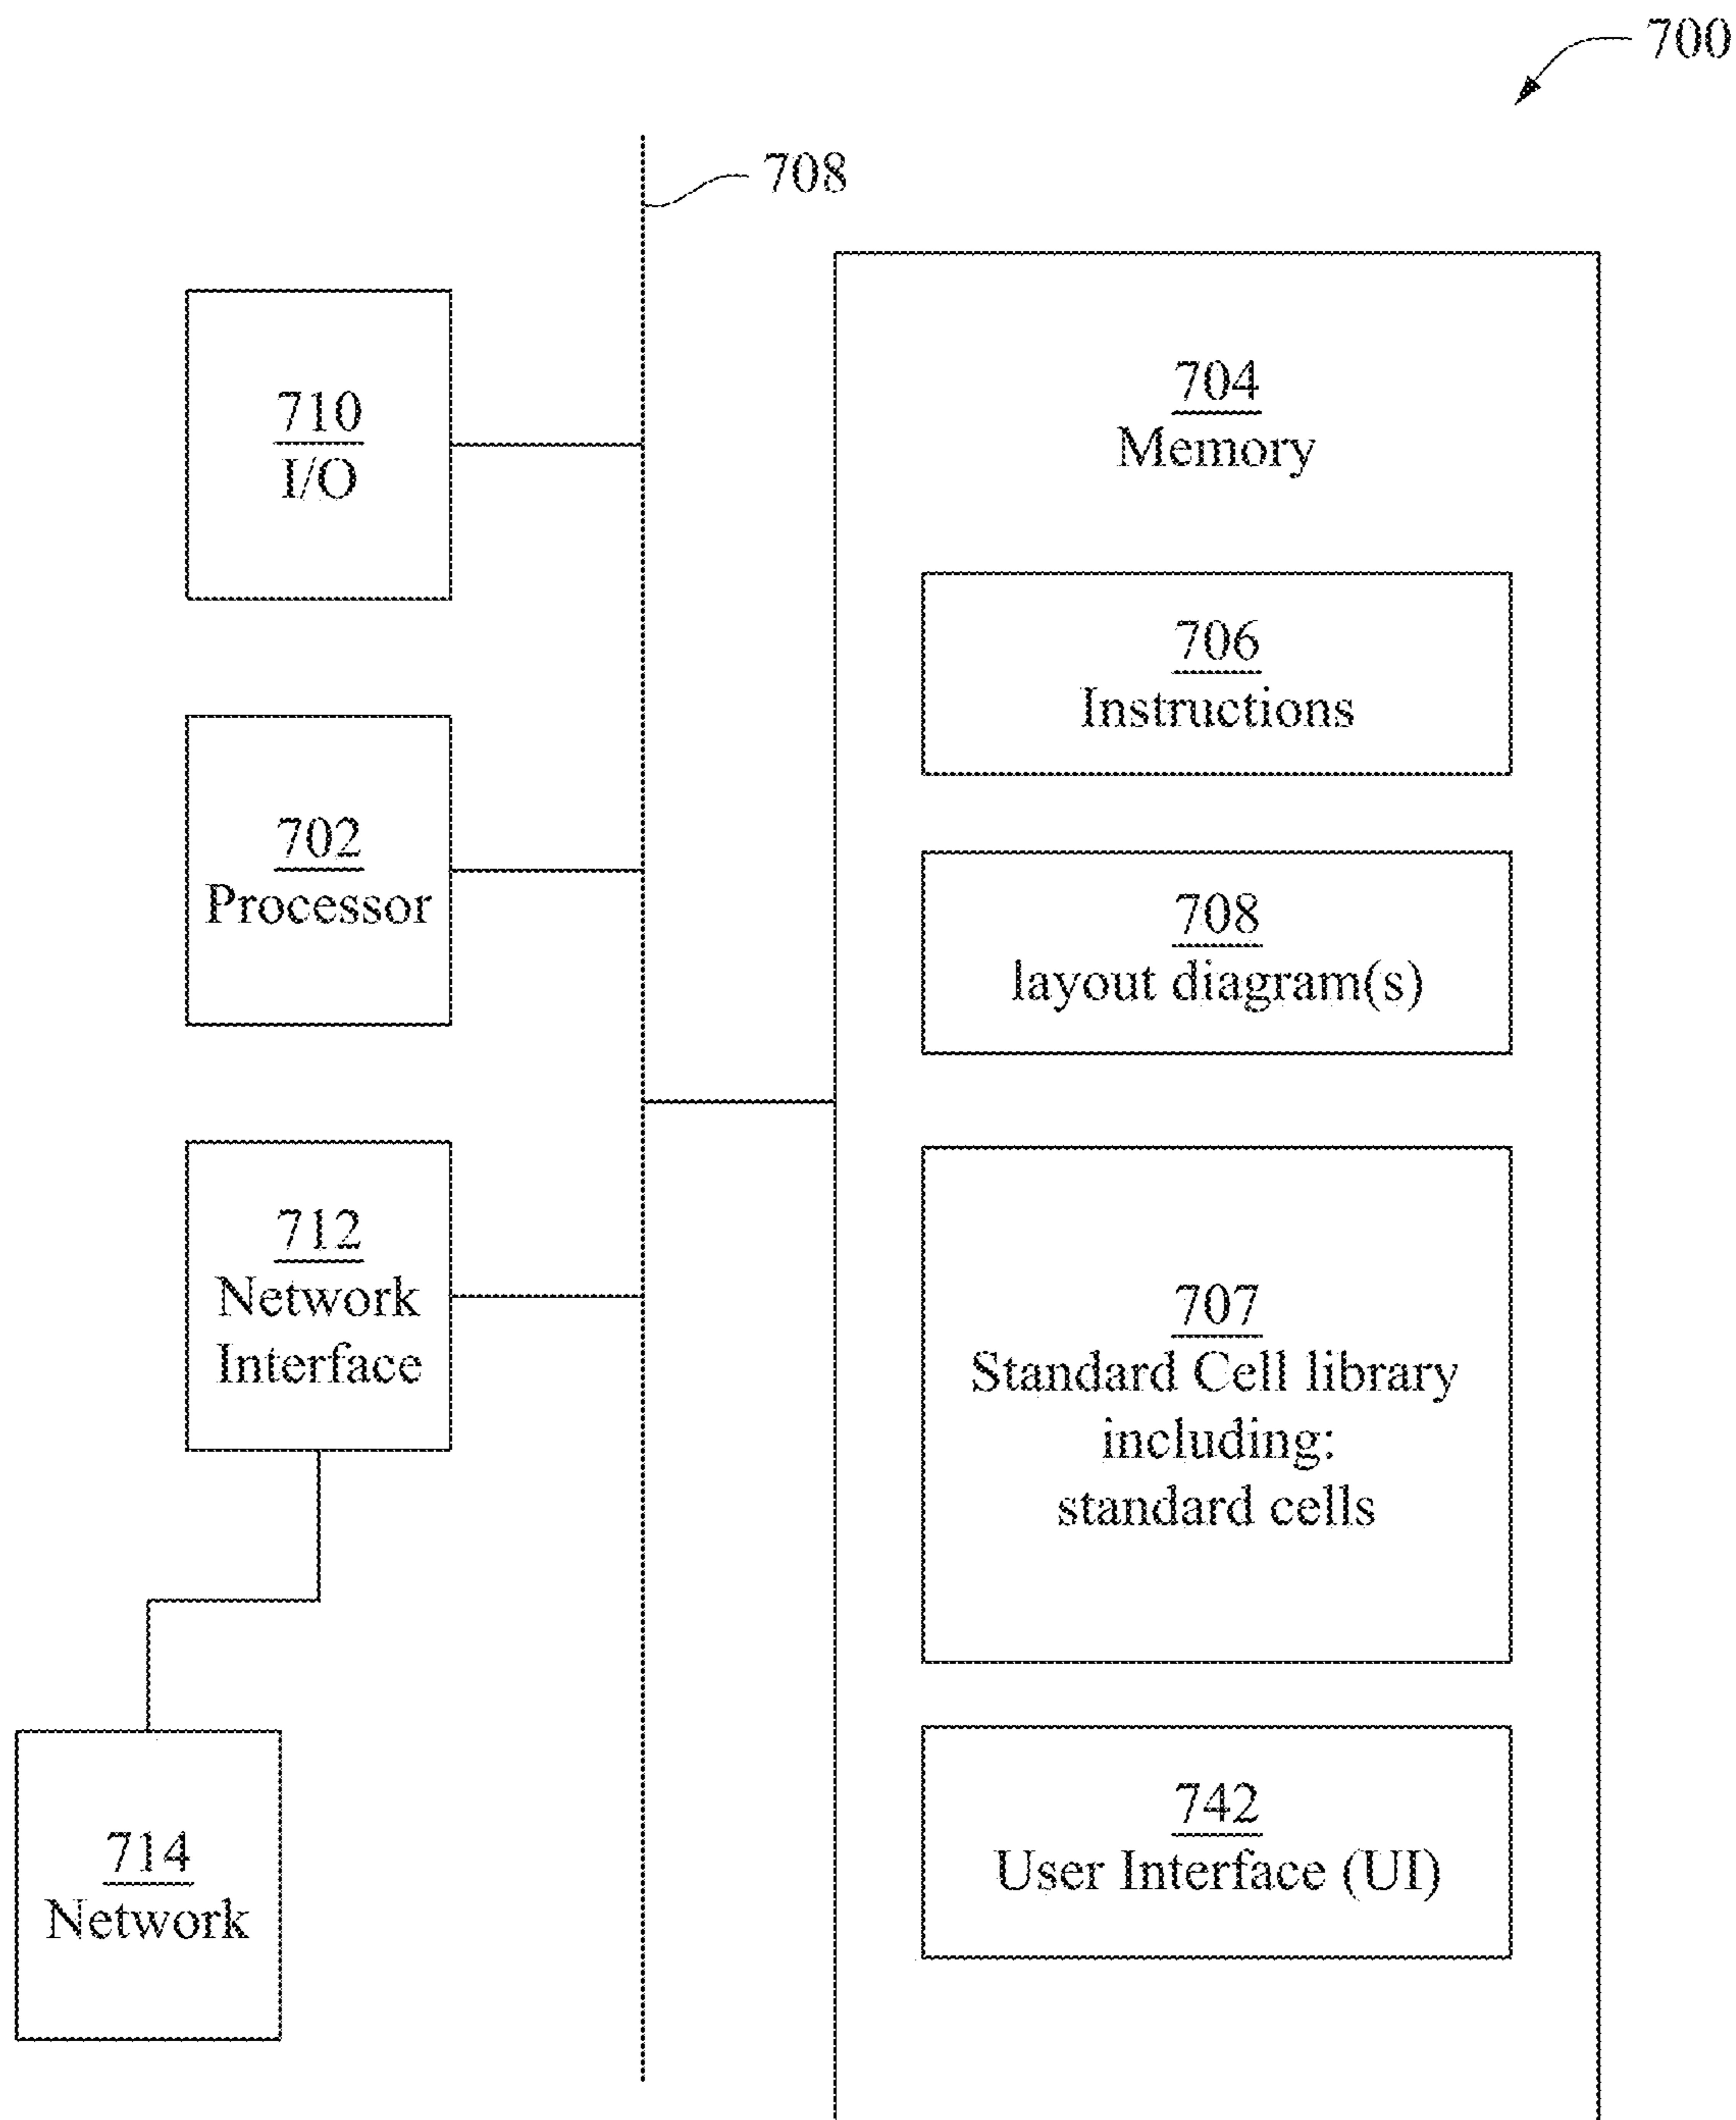 700
708
710
I/O
702
Processor
712
Network
Interface
714
Network
704
Memory
706
Instructions
708
layout diagram(s)
707
Standard Cell library
including:
standard cells
742
User Interface (UI)